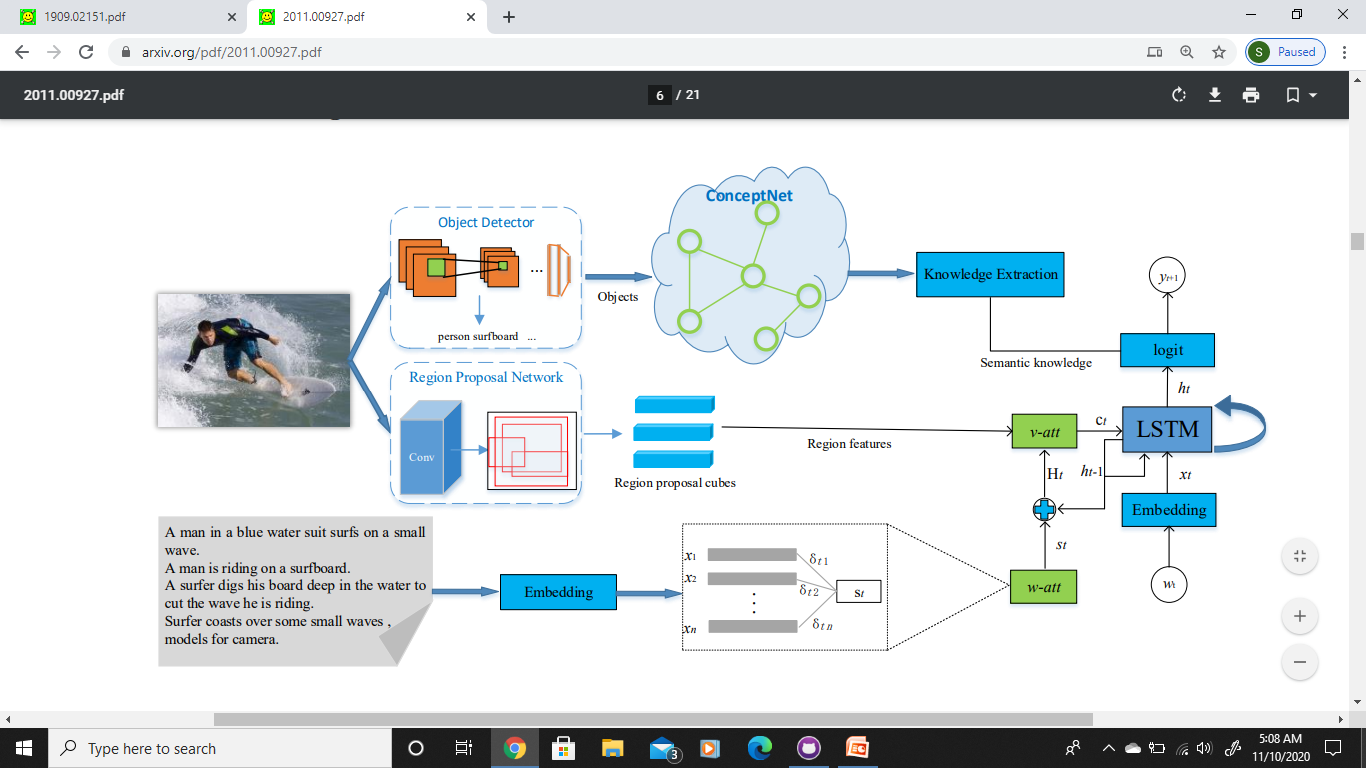 1909.02151.pdf
2011.00927.pdf
arxiv.org/pdf/2011.00927.pdf
S
Paused
2011.00927.pdf
6 / 21
ConceptNet
Object Detector
...
person surfboard ...
Objects
Knowledge Extraction
yt+1
logit
Semantic knowledge
ht
Region Proposal Network
Conv
Region proposal cubes
Region features
v-att
ct
LSTM
Ht
ht-1
xt
Embedding
st
w-att
wt
A man in a blue water suit surfs on a small
wave.
A man is riding on a surfboard.
A surfer digs his board deep in the water to
cut the wave he is riding.
Surfer coasts over some small waves ,
models for camera.
Embedding
x1
δt1
x2
δt2
st
xn
δtn
Type here to search
3
5:08 AM
11/10/2020